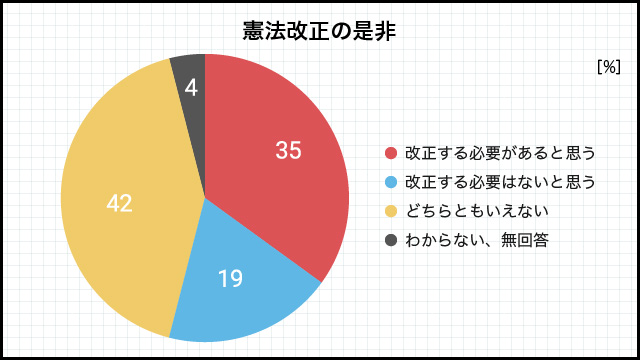 憲法改正の是非
[%]
4
35
42
19
改正する必要があると思う
改正する必要はないと思う
どちらともいえない
わからない、無回答